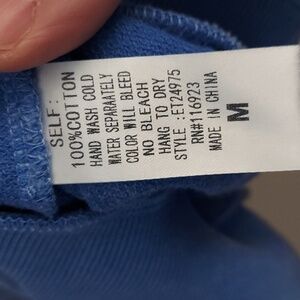 SELF:
100%COTTON
HAND WASH COLD
WATER SEPARAATELY
COLOR WILL BLEED
NO BLEACH
HANG TO DRY
STYLE :ET24975
RN#116923
MADE IN CHINA
M